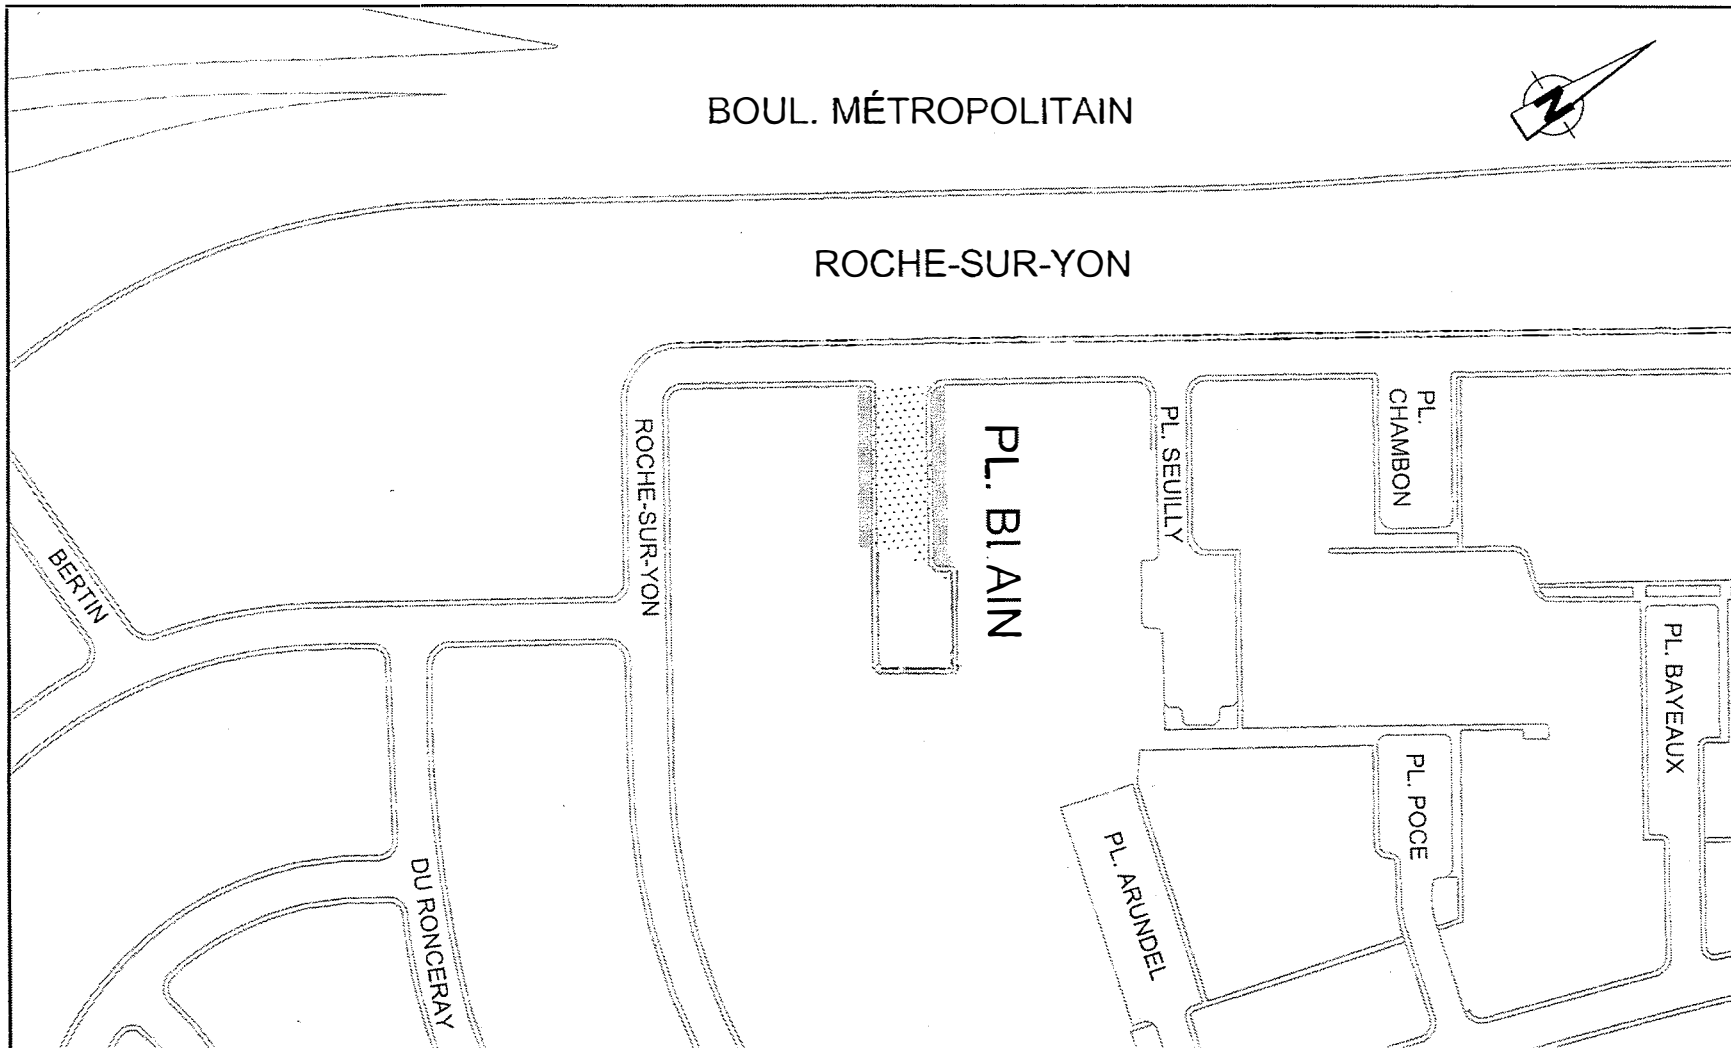 BOUL. MÉTROPOLITAIN
N
ROCHE-SUR-YON
PL.
CHAMBON
PL. SEUILLY
ROCHE-SUR-YON
PL. BLAIN
BERTIN
PL. BAYEAUX
PL. POCE
PL. ARUNDEL
DU RONCERAY